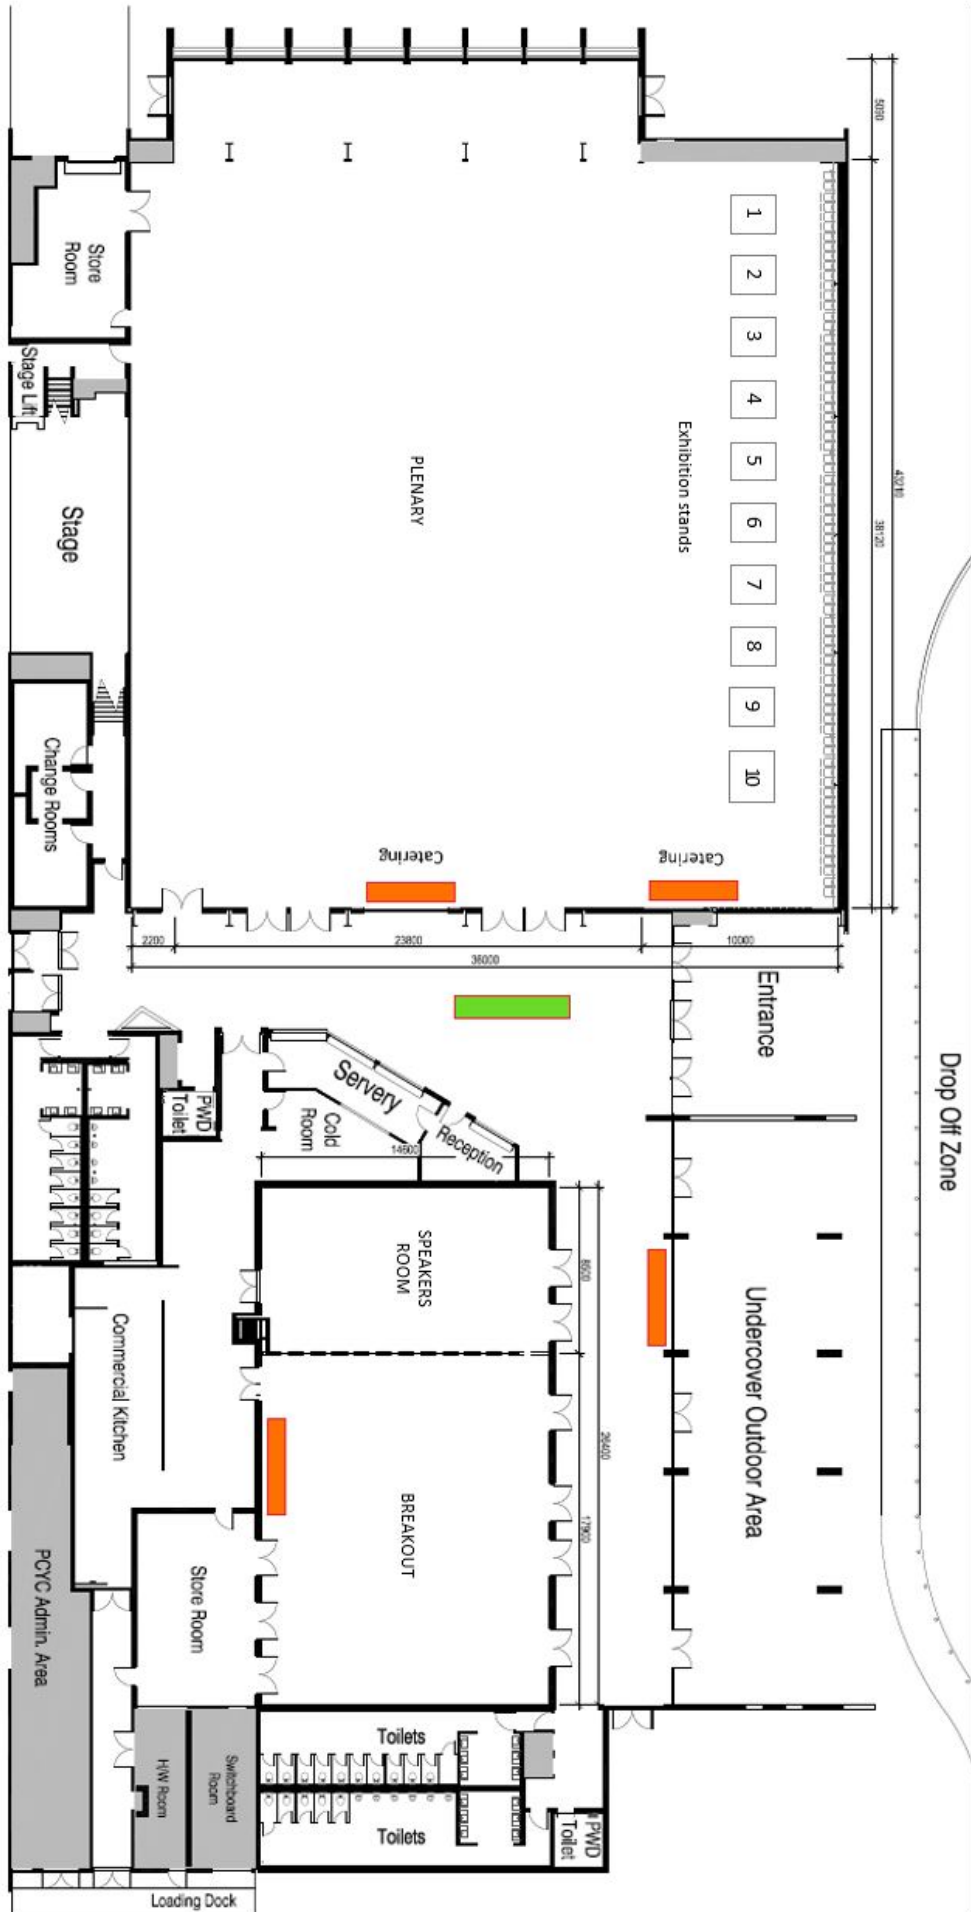 5090
43210
38120
Store
Room
Stage Lift
Stage
Change Rooms
PLENARY
Exhibition stands
1
2
3
4
5
6
7
8
9
10
Catering
Catering
2200
23800
10000
36000
Entrance
Drop Off Zone
Servery
Cold
Room
Reception
14600
PWD
Toilet
SPEAKERS
ROOM
8500
26400
17900
Undercover Outdoor Area
Commercial Kitchen
BREAKOUT
Store Room
PCYC Admin. Area
H/W Room
Switchboard
Room
Toilets
Toilets
PWD
Toilet
Loading Dock